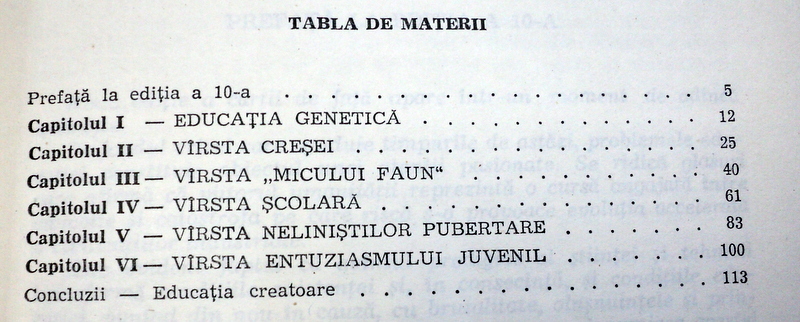 TABLA DE MATERII
Prefață la ediția a 10-a . . . . . . . . . . . . . . . . 5
Capitolul I — EDUCAȚIA GENETICĂ . . . . . . . . . . . 12
Capitolul II — VÎRSTA CREȘEI . . . . . . . . . . . . . 25
Capitolul III — VÎRSTA „MICULUI FAUN“ . . . . . . . . . 40
Capitolul IV — VÎRSTA ȘCOLARĂ . . . . . . . . . . . . 61
Capitolul V — VÎRSTA NELINIȘTILOR PUBERTARE . . . . . . 83
Capitolul VI — VÎRSTA ENTUZIASMULUI JUVENIL . . . . . . 100
Concluzii — Educația creatoare . . . . . . . . . . . . . 113